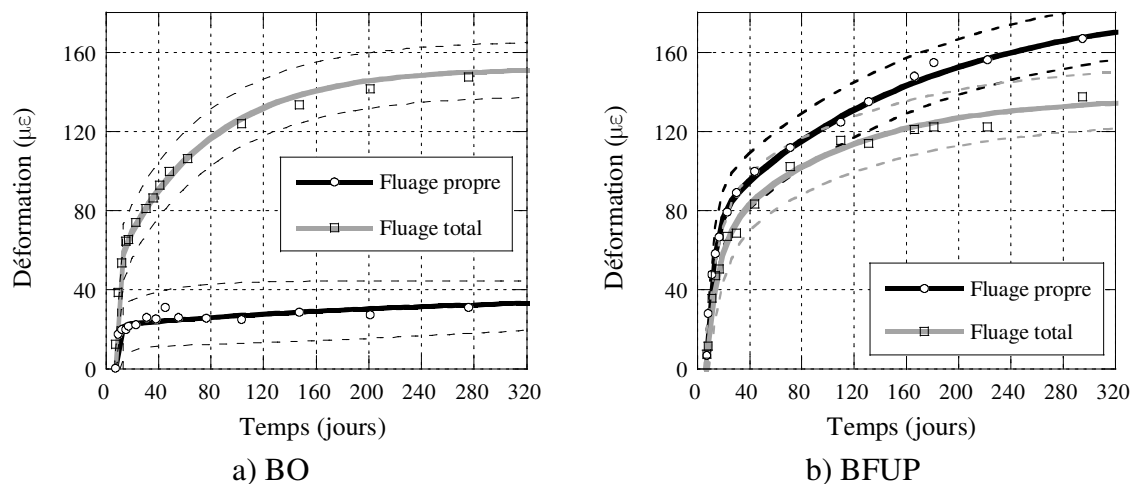 160
120
80
40
0
Déformation (µε)
Fluage propre
Fluage total
0 40 80 120 160 200 240 280 320
Temps (jours)
a) BO
160
120
80
40
0
Déformation (µε)
Fluage propre
Fluage total
0 40 80 120 160 200 240 280 320
Temps (jours)
b) BFUP